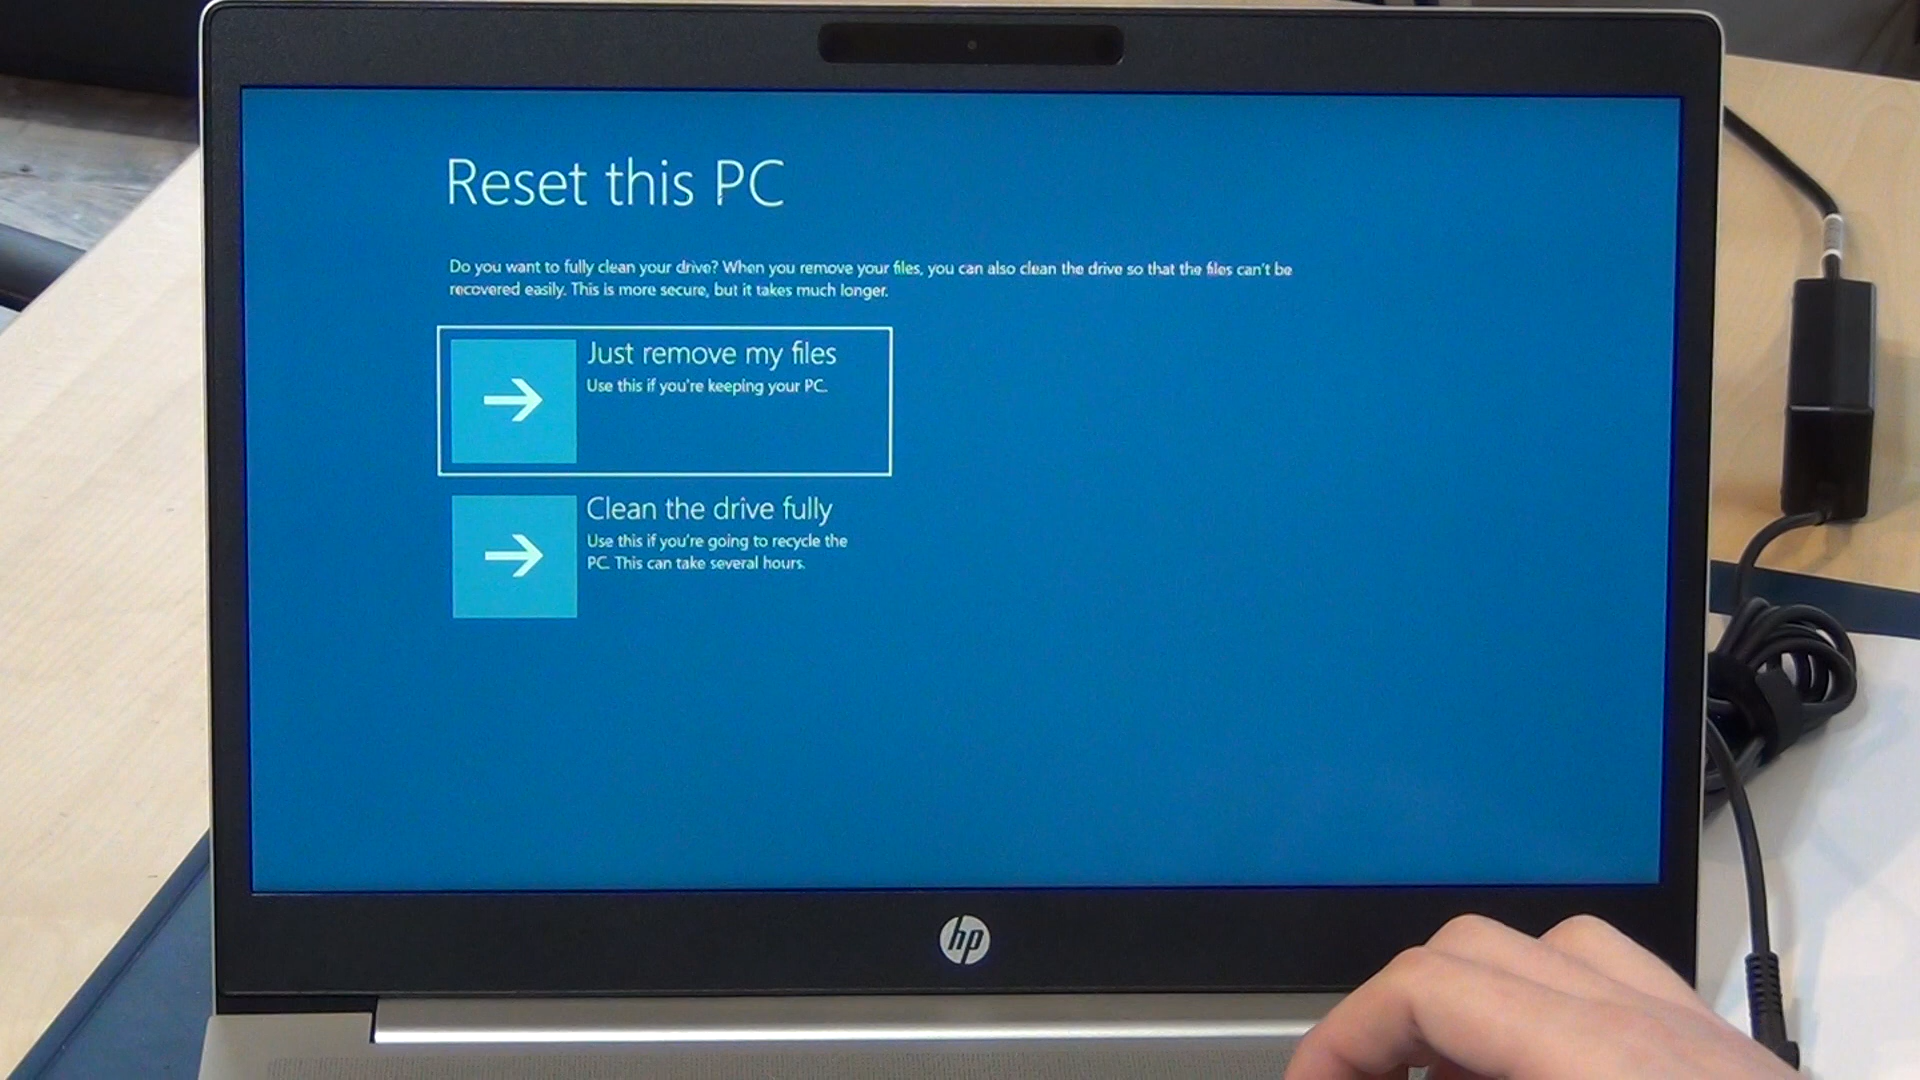 Reset this PC
Do you want to fully clean your drive? When you remove your files, you can also clean the drive so that the files can't be
recovered easily. This is more secure, but it takes much longer.
Just remove my files
Use this if you're keeping your PC.
Clean the drive fully
Use this if you're going to recycle the
PC. This can take several hours.
hp